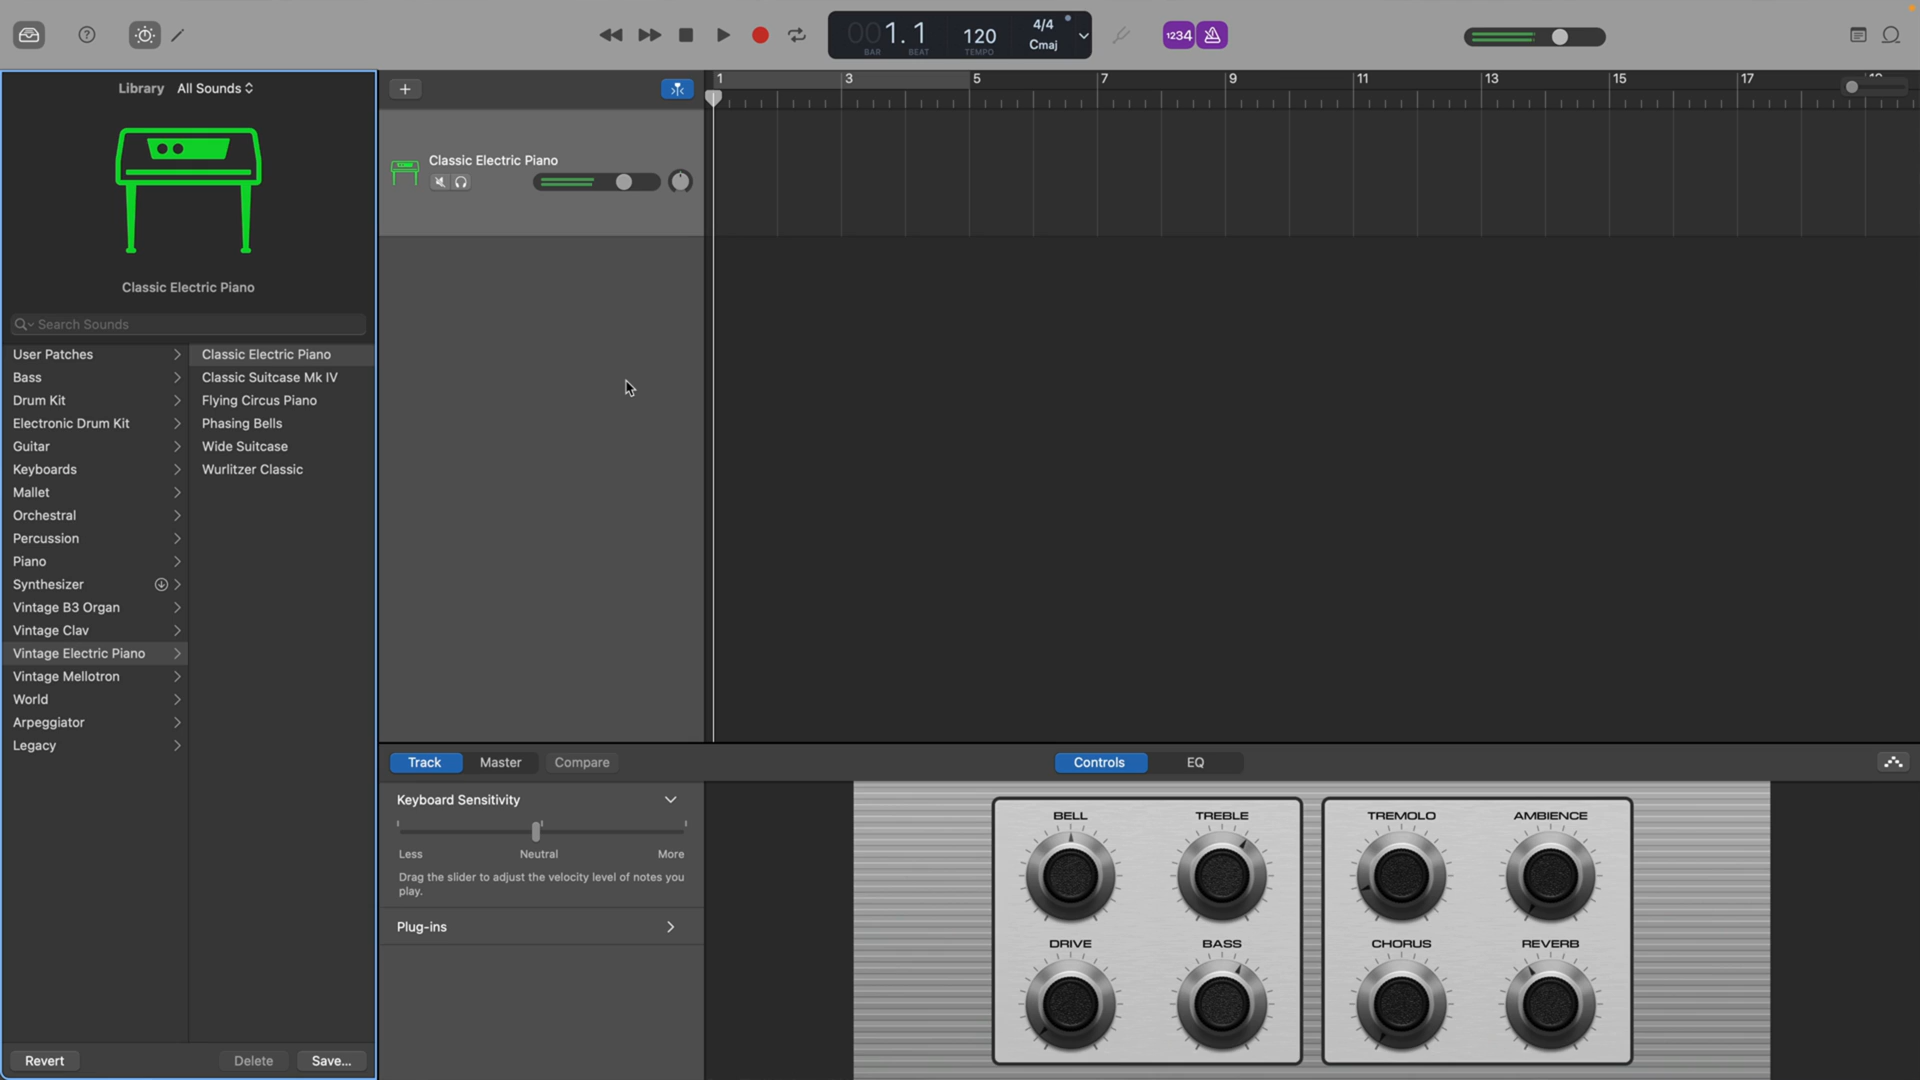 001.1
BAR
BEAT
120
TEMPO
4/4
Cmaj
1234
Library All Sounds
1 3 5 7 9 11 13 15 17 19
Classic Electric Piano
Classic Electric Piano
Search Sounds
User Patches
Bass
Drum Kit
Electronic Drum Kit
Guitar
Keyboards
Mallet
Orchestral
Percussion
Piano
Synthesizer
Vintage B3 Organ
Vintage Clav
Vintage Electric Piano
Vintage Mellotron
World
Arpeggiator
Legacy
Classic Electric Piano
Classic Suitcase Mk IV
Flying Circus Piano
Phasing Bells
Wide Suitcase
Wurlitzer Classic
Revert
Delete
Save...
Track Master Compare
Controls EQ
Keyboard Sensitivity
Less Neutral More
Drag the slider to adjust the velocity level of notes you
play.
Plug-ins
BELL TREBLE TREMOLO AMBIENCE
DRIVE BASS CHORUS REVERB